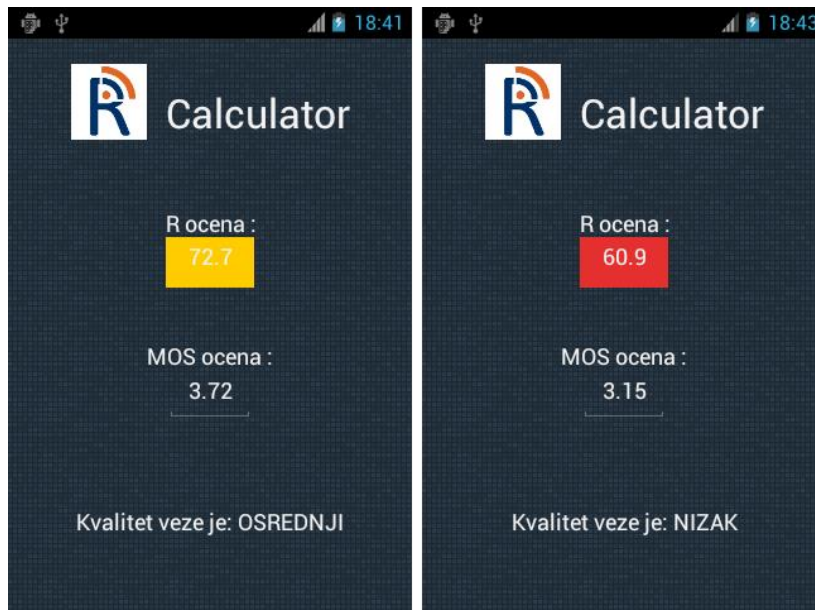 18:41
R
Calculator
R ocena :
72.7
MOS ocena :
3.72
Kvalitet veze je: OSREDNJI
18:43
R
Calculator
R ocena :
60.9
MOS ocena :
3.15
Kvalitet veze je: NIZAK